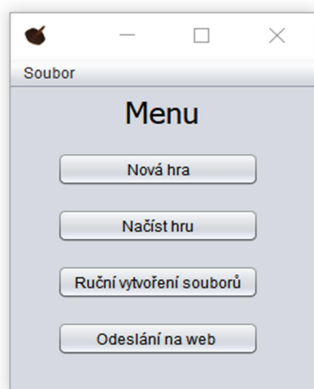 Soubor
Menu
Nová hra
Načíst hru
Ruční vytvoření souborů
Odeslání na web